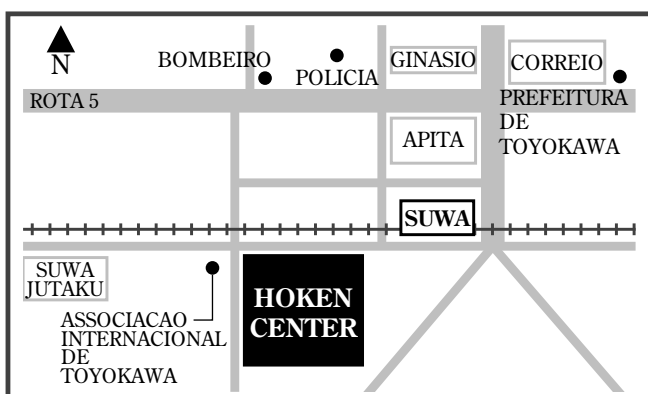 N
BOMBEIRO
POLICIA
GINASIO
CORREIO
ROTA 5
PREFEITURA
DE
TOYOKAWA
APITA
SUWA
SUWA
JUTAKU
HOKEN
CENTER
ASSOCIACAO
INTERNACIONAL
DE
TOYOKAWA